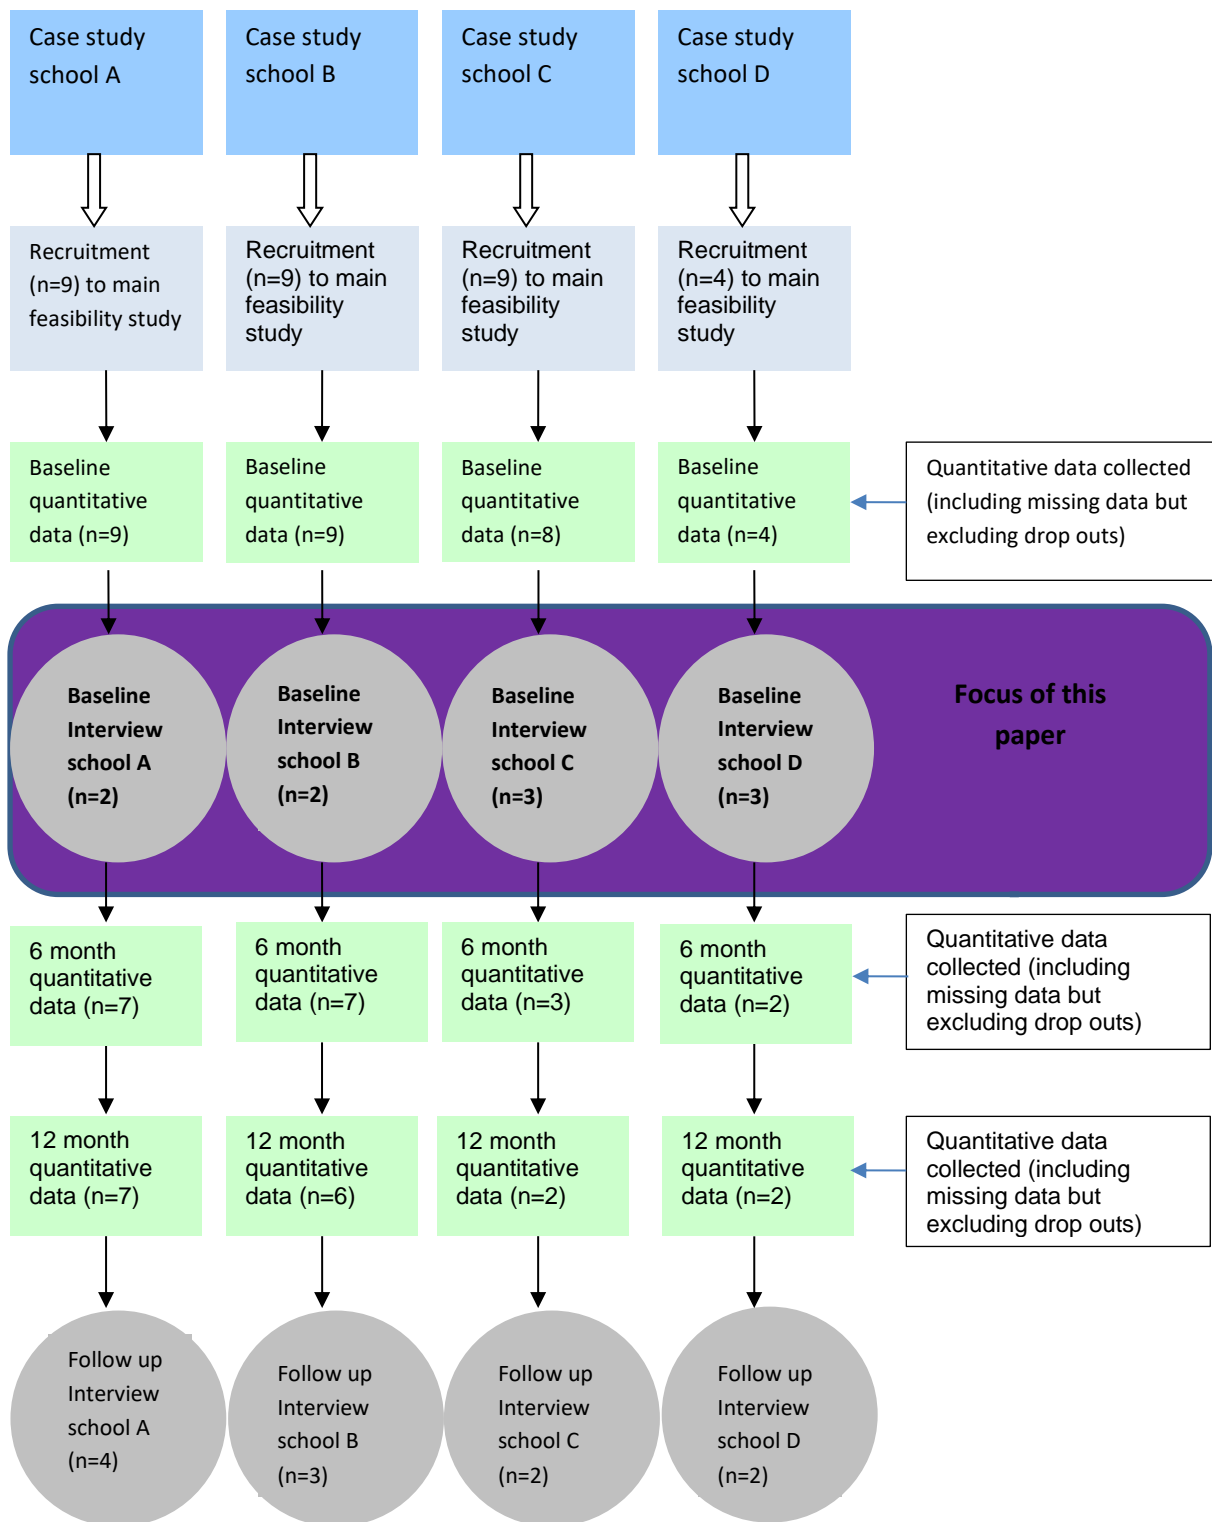 Case study
school A
Case study
school B
Case study
school C
Case study
school D
Recruitment
(n=9) to main
feasibility study
Recruitment
(n=9) to main
feasibility
study
Recruitment
(n=9) to main
feasibility
study
Recruitment
(n=4) to main
feasibility
study
Baseline
quantitative
data (n=9)
Baseline
quantitative
data (n=9)
Baseline
quantitative
data (n=8)
Baseline
quantitative
data (n=4)
Quantitative data collected
(including missing data but
excluding drop outs)
Baseline
Interview
school A
(n=2)
Baseline
Interview
school B
(n=2)
Baseline
Interview
school C
(n=3)
Baseline
Interview
school D
(n=3)
Focus of this
paper
6 month
quantitative
data (n=7)
6 month
quantitative
data (n=7)
6 month
quantitative
data (n=3)
6 month
quantitative
data (n=2)
Quantitative data
collected (including
missing data but
excluding drop outs)
12 month
quantitative
data (n=7)
12 month
quantitative
data (n=6)
12 month
quantitative
data (n=2)
12 month
quantitative
data (n=2)
Quantitative data
collected (including
missing data but
excluding drop outs)
Follow up
Interview
school A
(n=4)
Follow up
Interview
school B
(n=3)
Follow up
Interview
school C
(n=2)
Follow up
Interview
school D
(n=2)